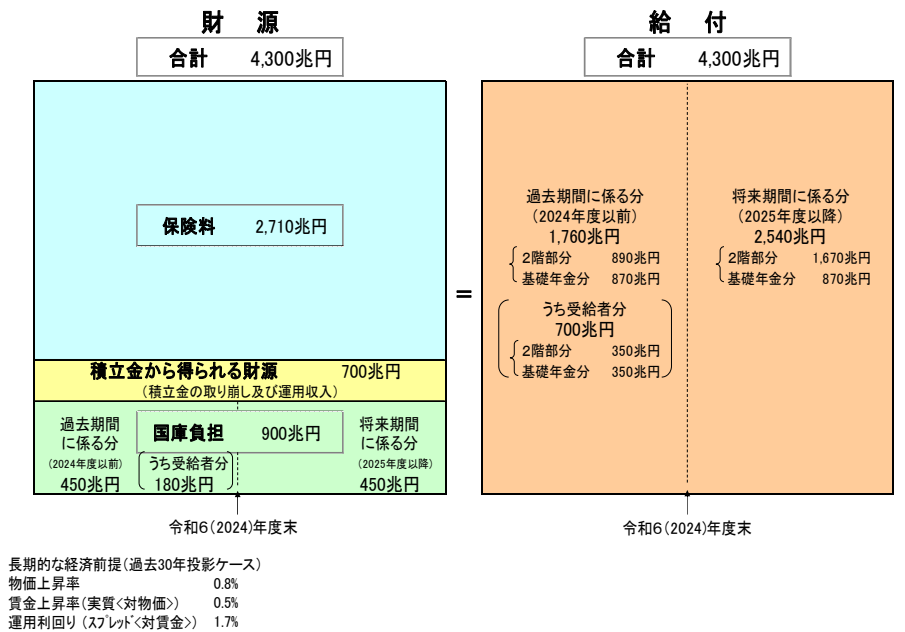 財 源
合計 4,300兆円
保険料 2,710兆円
積立金から得られる財源 700兆円
(積立金の取り崩し及び運用収入)
過去期間
に係る分
(2024年度以前)
450兆円
国庫負担 900兆円
うち受給者分
180兆円
将来期間
に係る分
(2025年度以降)
450兆円
令和6(2024)年度末
=
給 付
合計 4,300兆円
過去期間に係る分
(2024年度以前)
1,760兆円
2階部分 890兆円
基礎年金分 870兆円
うち受給者分
700兆円
2階部分 350兆円
基礎年金分 350兆円
将来期間に係る分
(2025年度以降)
2,540兆円
2階部分 1,670兆円
基礎年金分 870兆円
令和6(2024)年度末
長期的な経済前提(過去30年投影ケース)
物価上昇率 0.8%
賃金上昇率(実質<対物価>) 0.5%
運用利回り(スプレッド<対賃金>) 1.7%